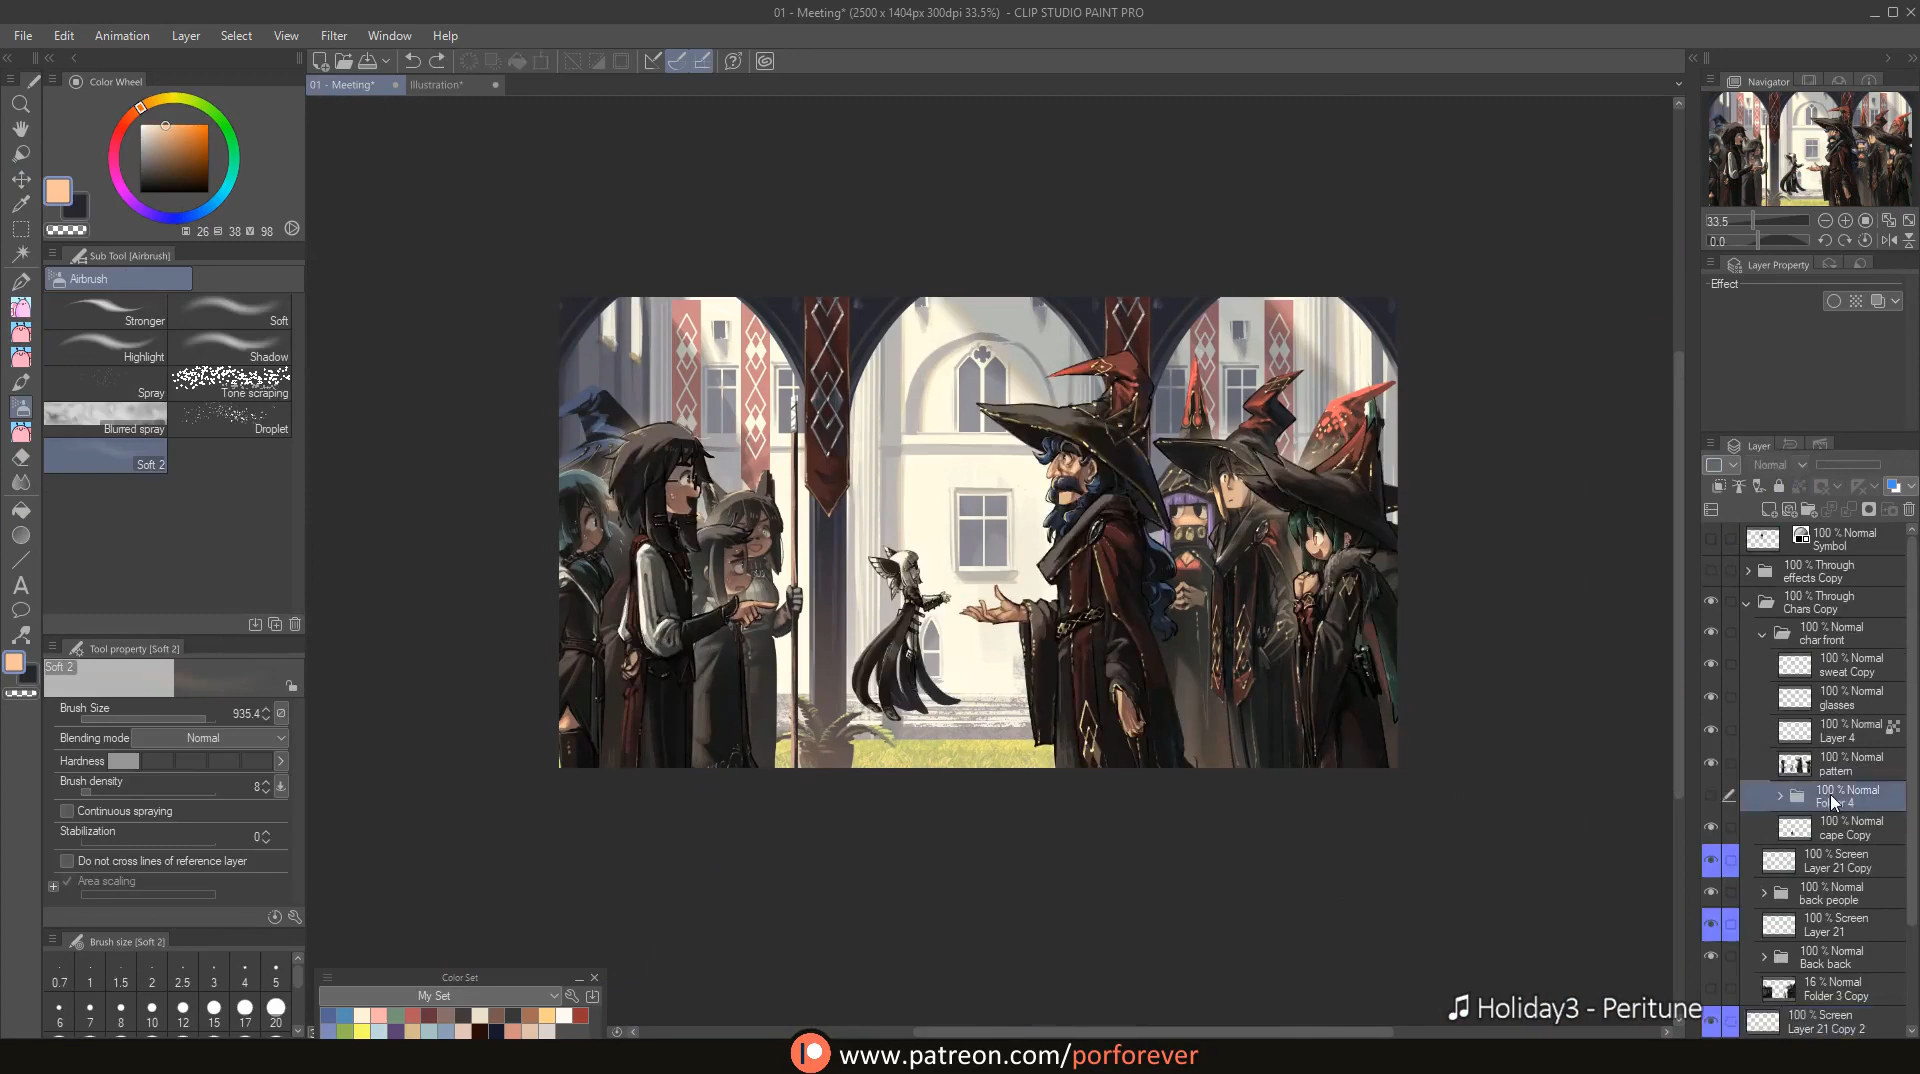 01 - Meeting* (2500 x 1404px 300dpi 33.5%) - CLIP STUDIO PAINT PRO
File Edit Animation Layer Select View Filter Window Help
01 - Meeting*
Illustration*
Color Wheel
26 38 98
Sub Tool [Airbrush]
Airbrush
Stronger Soft
Highlight Shadow
Spray Tone scraping
Blurred spray Droplet
Soft 2
Tool property [Soft 2]
Soft 2
Brush Size 935.4
Blending mode Normal
Hardness
Brush density 8
Continuous spraying
Stabilization 0
Do not cross lines of reference layer
Area scaling
Brush size [Soft 2]
0.7 1 1.5 2 2.5 3 4 5
6 7 8 10 12 15 17 20
Color Set
My Set
Navigator
33.5
0.0
Layer Property
Effect
Layer
Normal
100 % Normal
Symbol
100 % Through
effects Copy
100 % Through
Chars Copy
100 % Normal
char front
100 % Normal
sweat Copy
100 % Normal
glasses
100 % Normal
Layer 4
100 % Normal
pattern
100 % Normal
Folder 4
100 % Normal
cape Copy
100 % Screen
Layer 21 Copy
100 % Normal
back people
100 % Screen
Layer 21
100 % Normal
Back back
16 % Normal
Folder 3 Copy
100 % Screen
Layer 21 Copy 2
Holiday3 - Peritune
www.patreon.com/porforever